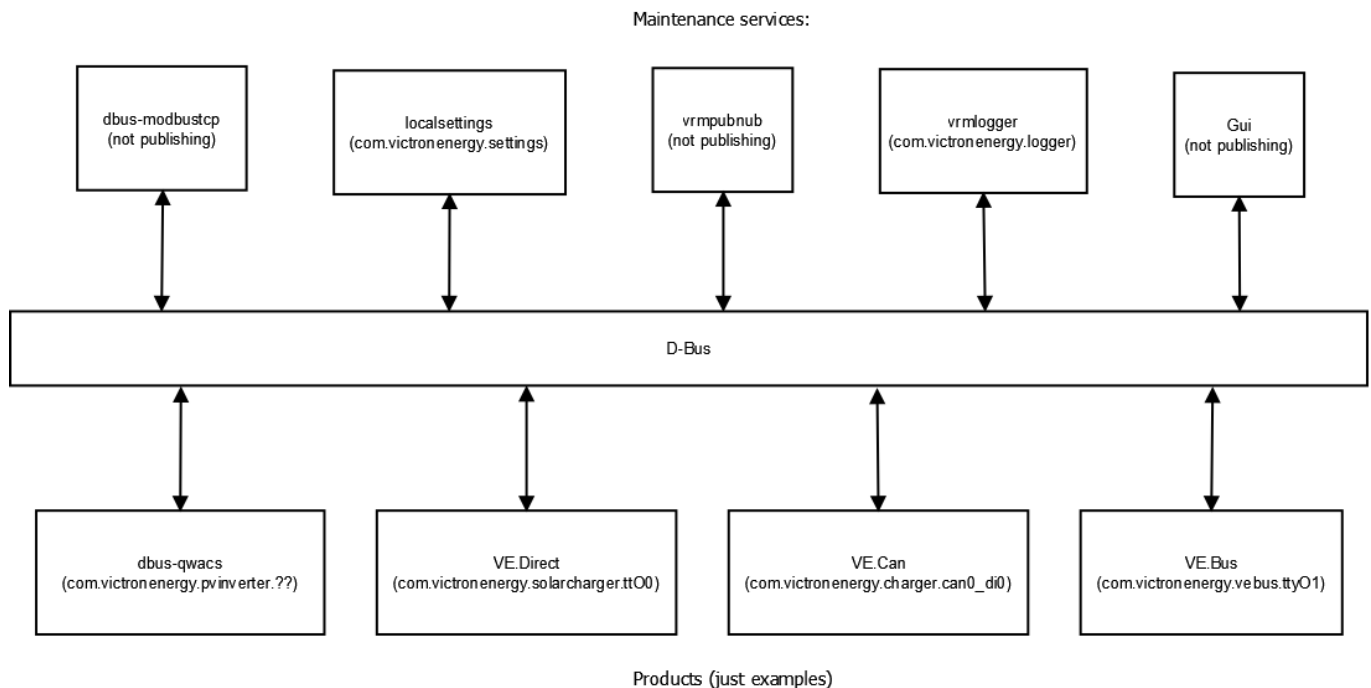 Maintenance services:
dbus-modbustcp
(not publishing)
localsettings
(com.victronenergy.settings)
vrmpubnub
(not publishing)
vrmlogger
(com.victronenergy.logger)
Gui
(not publishing)
D-Bus
dbus-qwacs
(com.victronenergy.pvinverter.??)
VE.Direct
(com.victronenergy.solarcharger.ttO0)
VE.Can
(com.victronenergy.charger.can0_di0)
VE.Bus
(com.victronenergy.vebus.ttyO1)
Products (just examples)